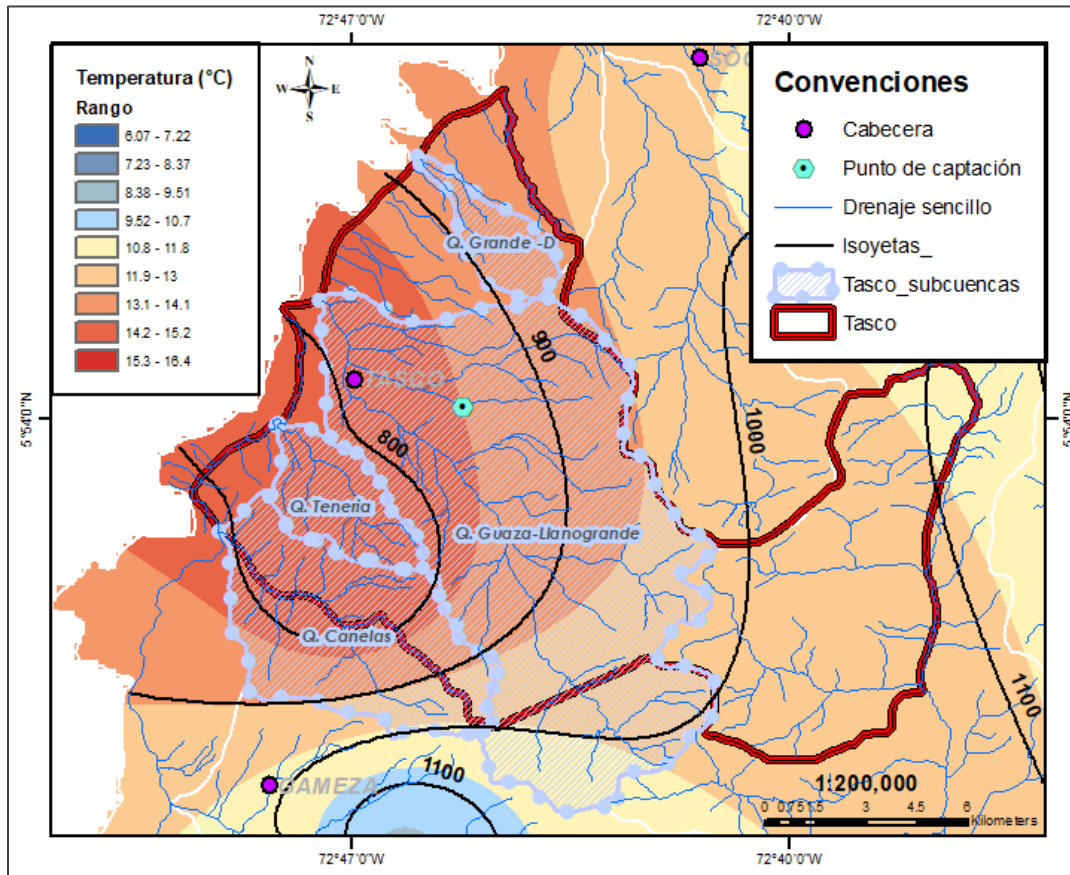 72°47'0"W
72°40'0"W
Temperatura (°C)
Rango
6.07 - 7.22
7.23 - 8.37
8.38 - 9.51
9.52 - 10.7
10.8 - 11.8
11.9 - 13
13.1 - 14.1
14.2 - 15.2
15.3 - 16.4
N
W E
S
Convenciones
Cabecera
Punto de captación
Drenaje sencillo
Isoyetas_
Tasco_subcuencas
Tasco
Q. Grande -D
900
TASCO
800
1000
5°54'0"N
5°54'0"N
Q. Teneria
Q. Guaza-Llanogrande
Q. Canelas
1100
1100
GAMEZA
1:200,000
0 0.75 1.5 3 4.5 6
Kilometers
72°47'0"W
72°40'0"W